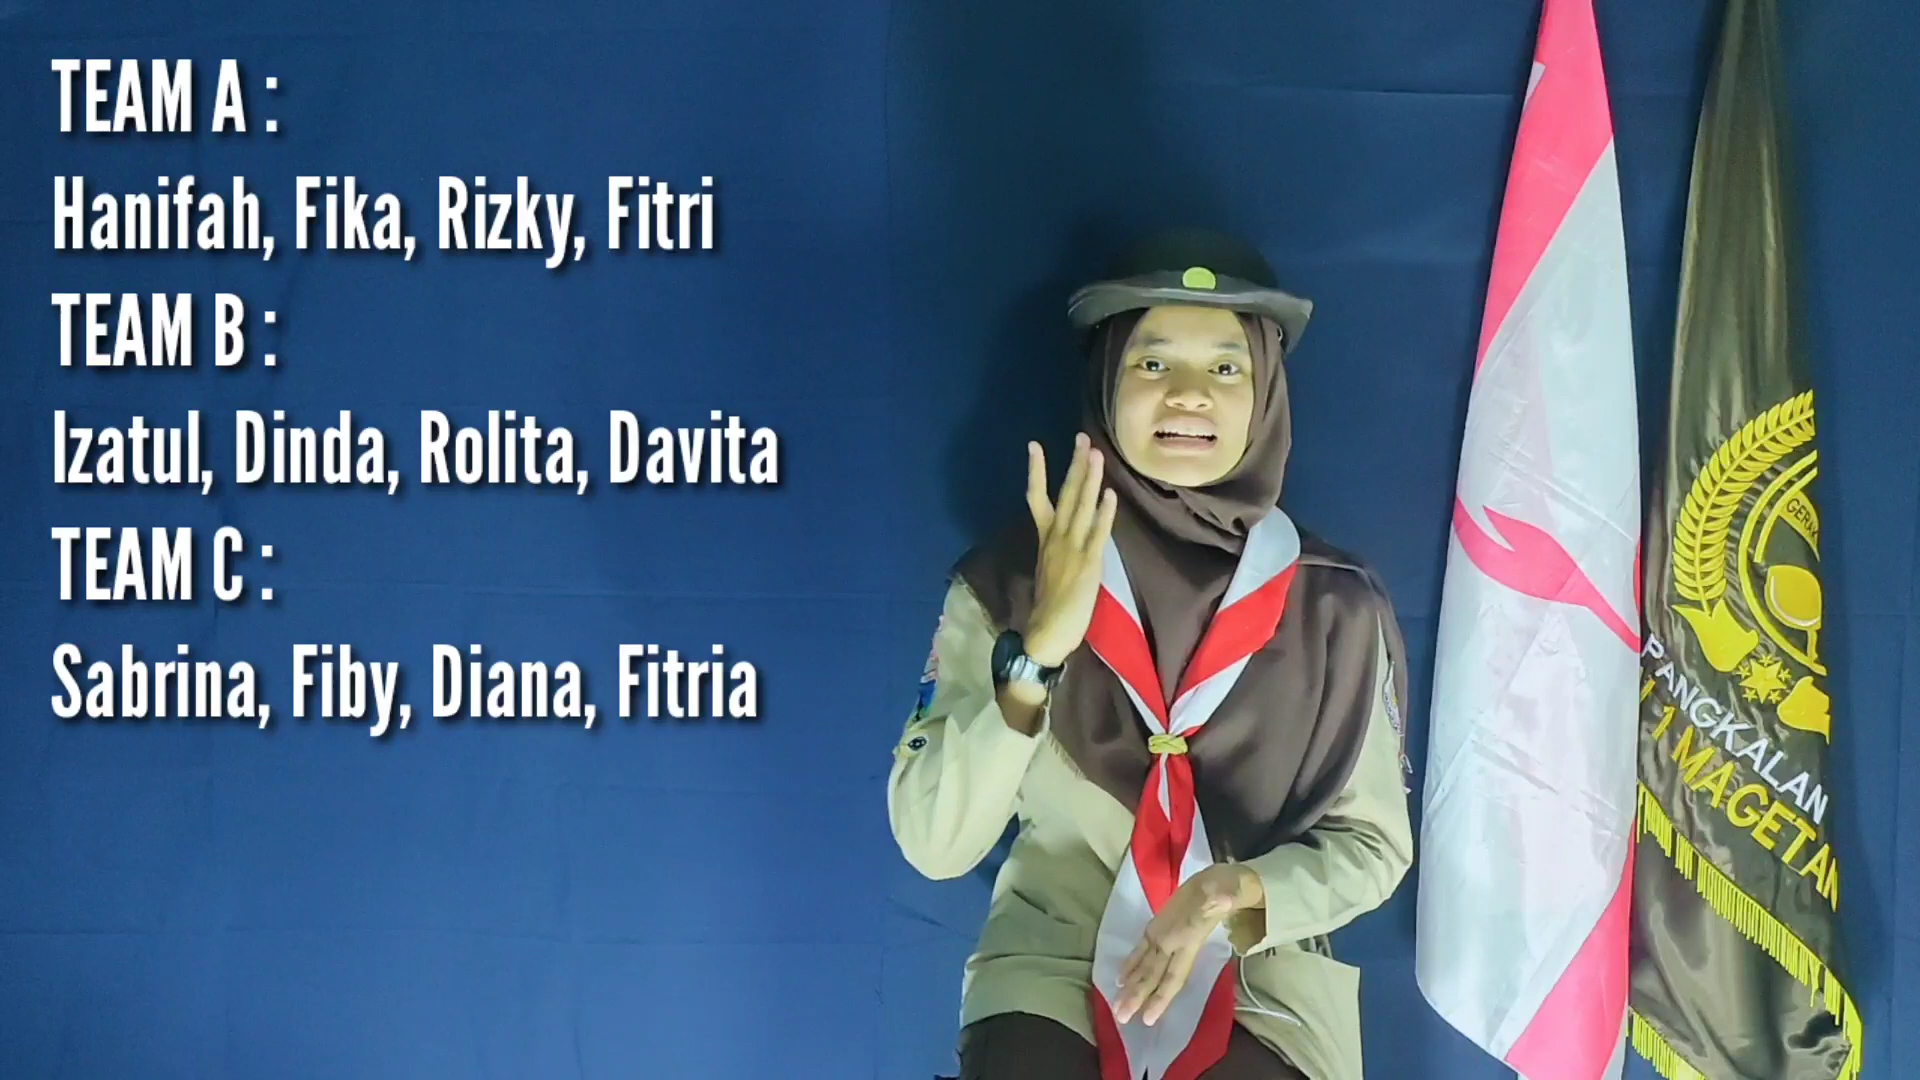 TEAM A :
Hanifah, Fika, Rizky, Fitri
TEAM B :
Izatul, Dinda, Rolita, Davita
TEAM C :
Sabrina, Fiby, Diana, Fitria
PANGKALAN
1 MAGETAN